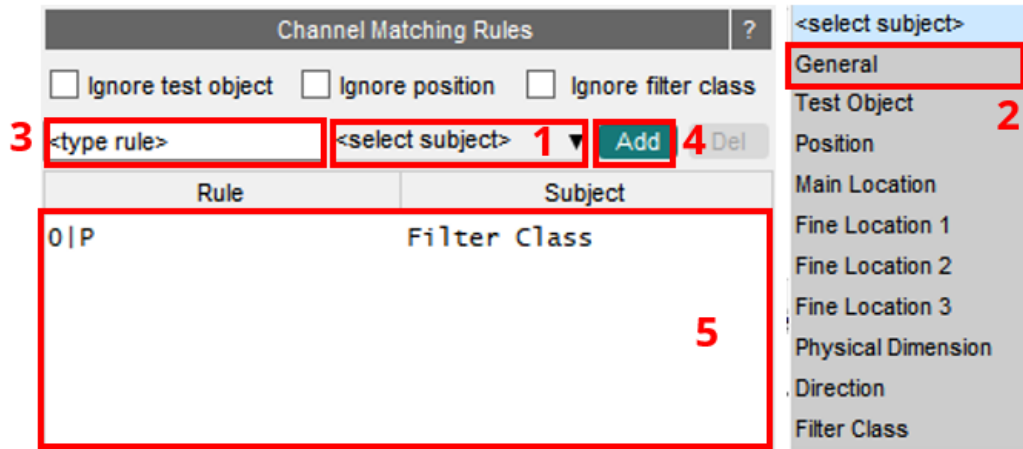 Channel Matching Rules ?
Ignore test object Ignore position Ignore filter class
3 <type rule> <select subject> 1 ▼ Add 4 Del
Rule Subject
O|P Filter Class
5
<select subject>
General
2
Test Object
Position
Main Location
Fine Location 1
Fine Location 2
Fine Location 3
Physical Dimension
Direction
Filter Class